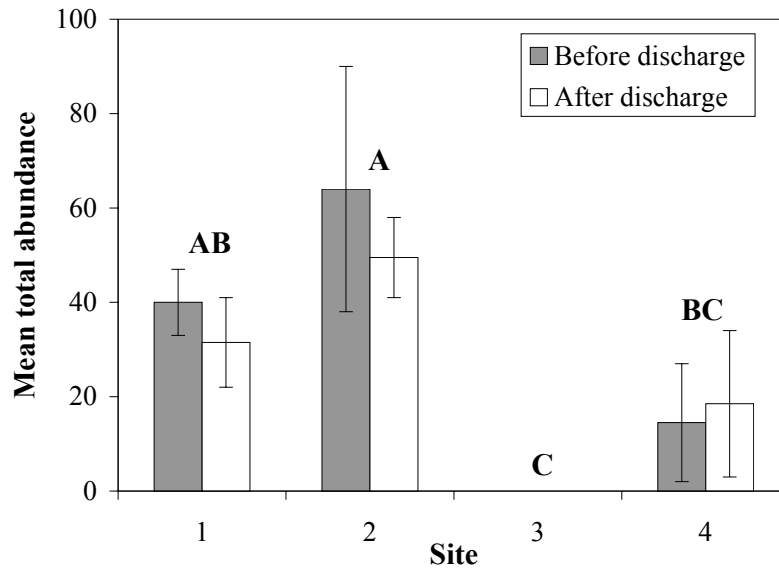 100
80
60
40
20
0
Mean total abundance
Before discharge
After discharge
AB
A
C
BC
1 2 3 4
Site